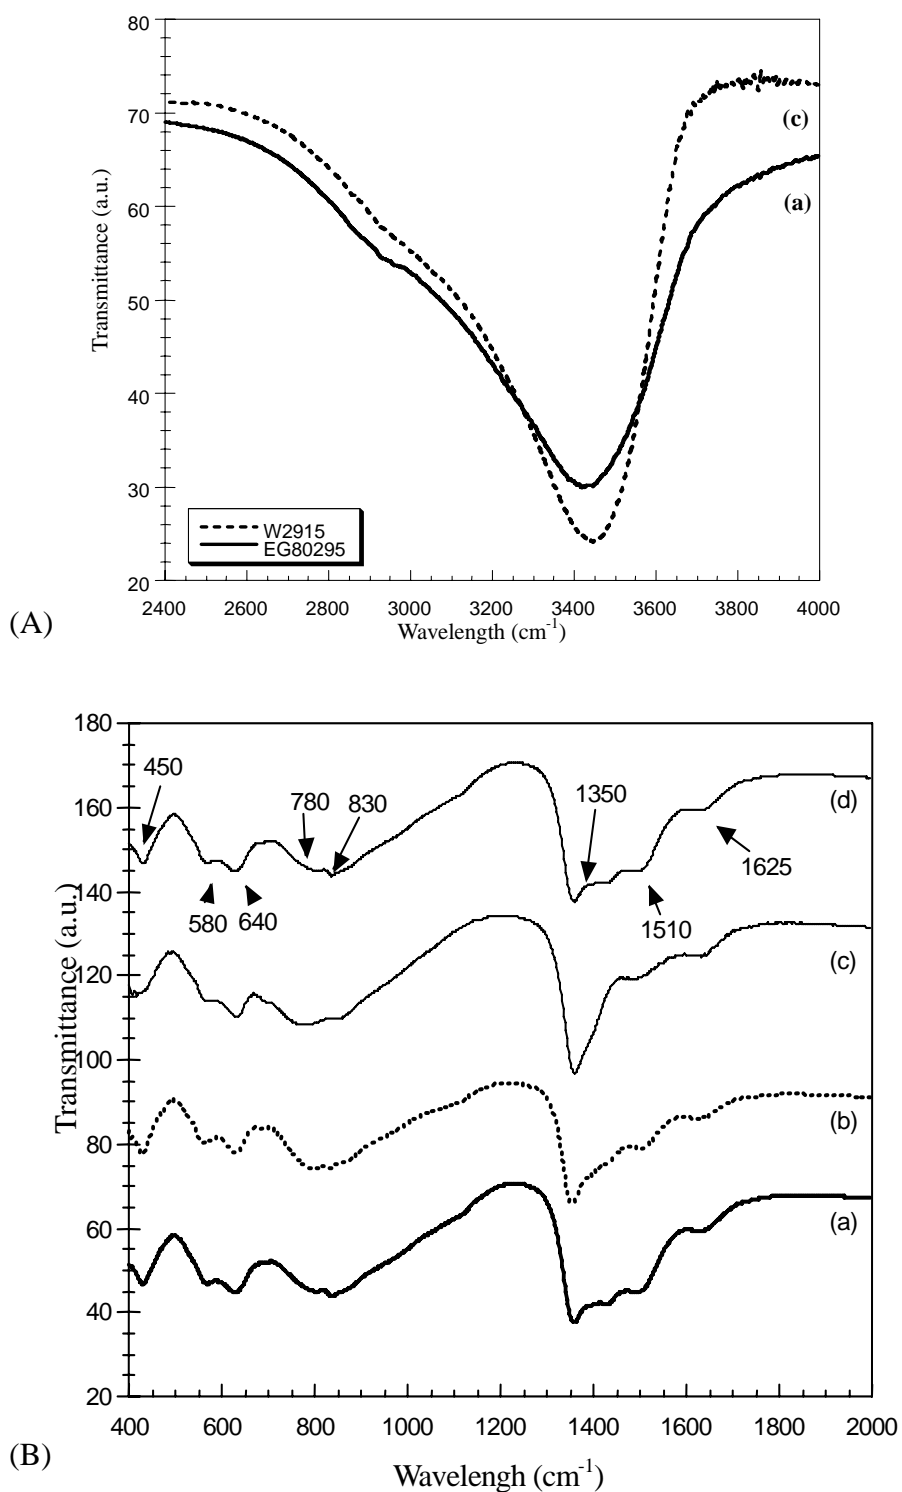 80
70
60
50
40
30
20
Transmittance (a.u.)
(c)
(a)
W2915
EG80295
2400 2600 2800 3000 3200 3400 3600 3800 4000
Wavelength (cm-1)
(A)
180
160
140
120
100
80
60
40
20
Transmittance (a.u.)
450
780 830
1350
1625
580 640
1510
(d)
(c)
(b)
(a)
400 600 800 1000 1200 1400 1600 1800 2000
Wavelengh (cm-1)
(B)